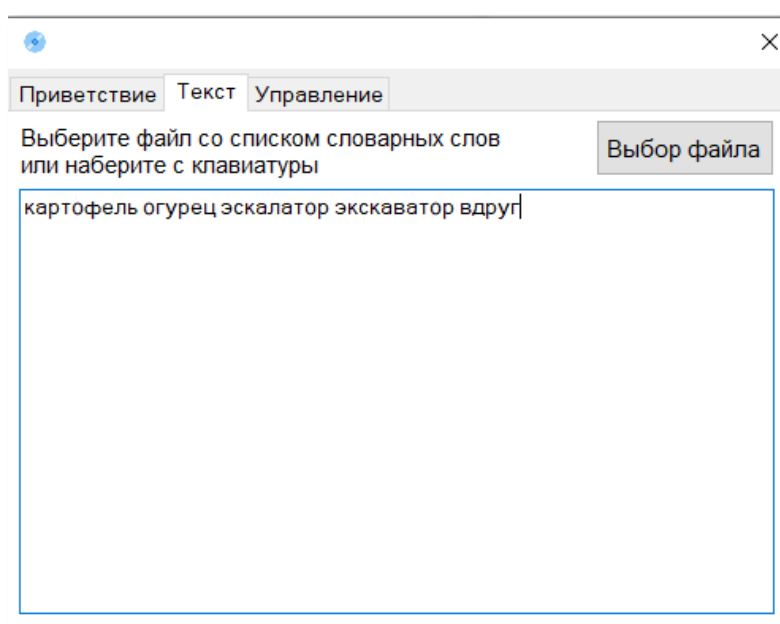 Приветствие Текст Управление
Выберите файл со списком словарных слов
или наберите с клавиатуры
Выбор файла
картофель огурец эскалатор экскаватор вдруг